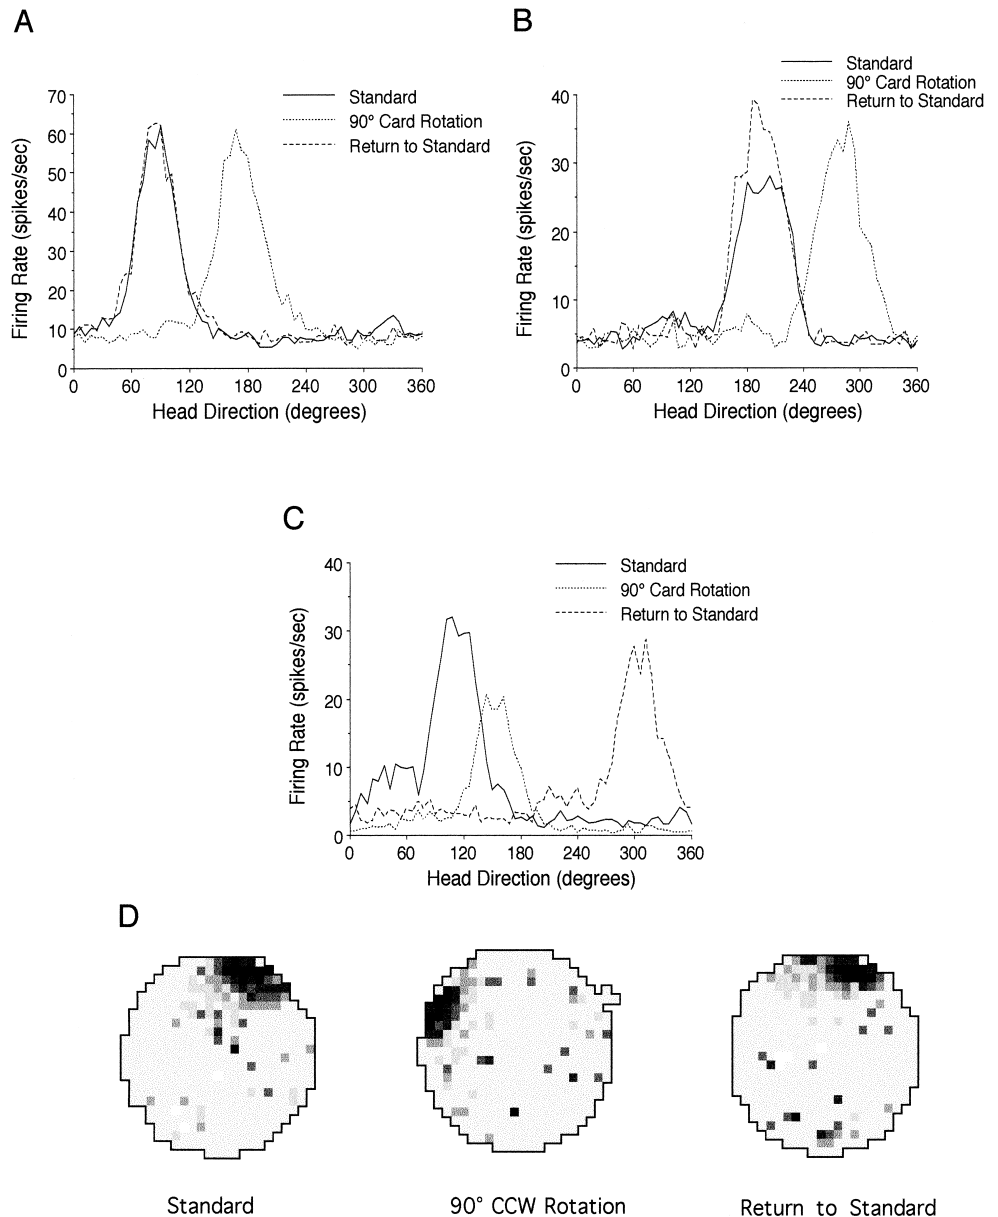 A
B
Standard
90° Card Rotation
Return to Standard
Standard
90° Card Rotation
Return to Standard
Firing Rate (spikes/sec)
70
60
50
40
30
20
10
0
0 60 120 180 240 300 360
Head Direction (degrees)
Firing Rate (spikes/sec)
40
30
20
10
0
0 60 120 180 240 300 360
Head Direction (degrees)
C
Standard
90° Card Rotation
Return to Standard
Firing Rate (spikes/sec)
40
30
20
10
0
0 60 120 180 240 300 360
Head Direction (degrees)
D
Standard
90° CCW Rotation
Return to Standard